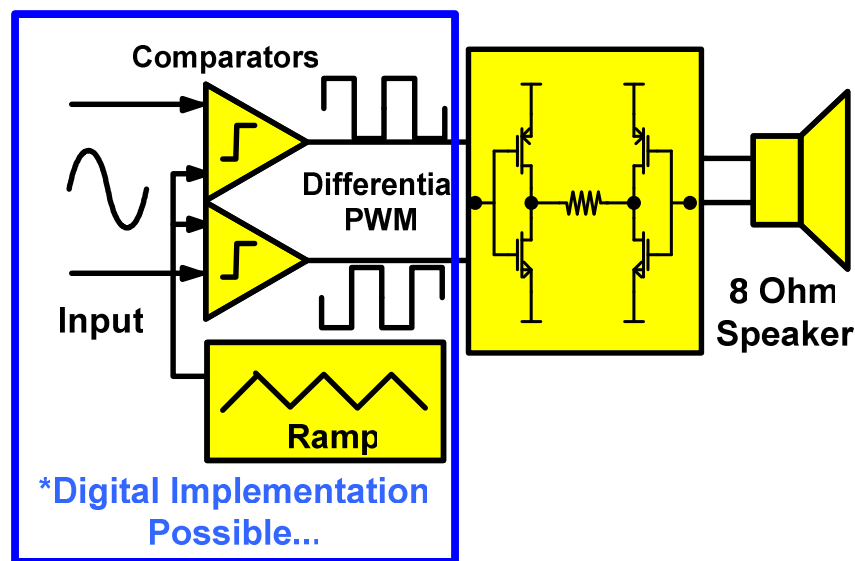 Comparators
Differentia
PWM
Input
8 Ohm
Speaker
Ramp
*Digital Implementation
Possible...